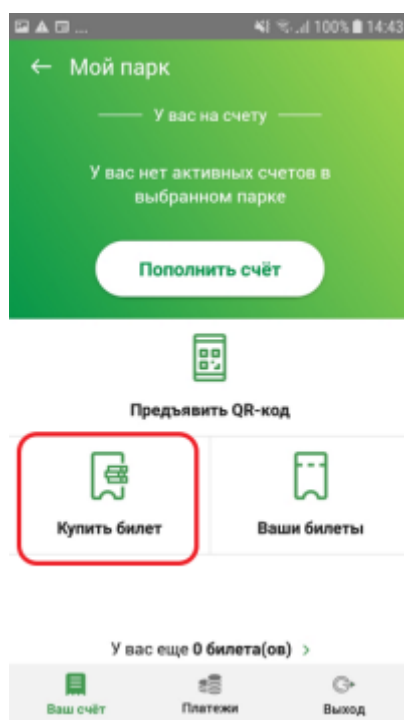 ... 100% 14:43
← Мой парк
У вас на счету
У вас нет активных счетов в
выбранном парке
Пополнить счёт
Предъявить QR-код
Купить билет
Ваши билеты
У вас еще 0 билета(ов) >
Ваш счёт
Платежи
Выход